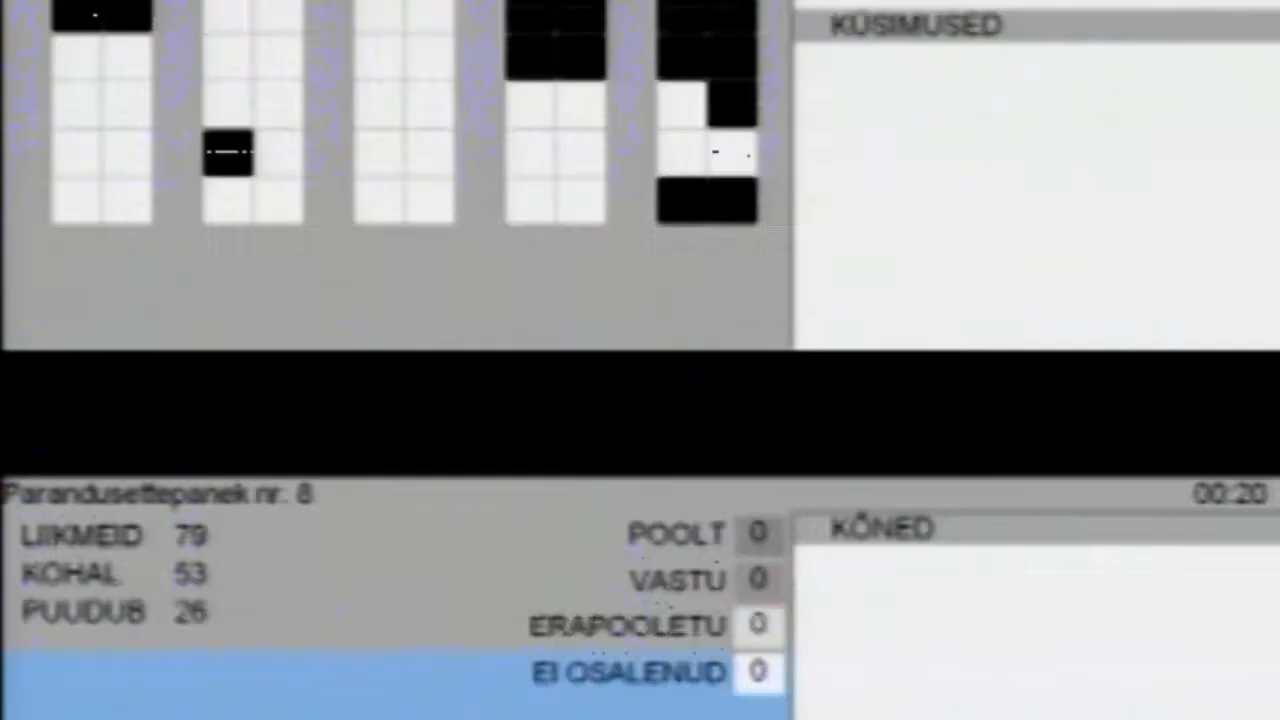 KÜSIMUSED
Parandusettepanek nr. 8
00:20
LIIKMEID 79
POOLT 0
KÕNED
KOHAL 53
VASTU 0
PUUDUB 26
ERAPOOLETU 0
EI OSALENUD 0